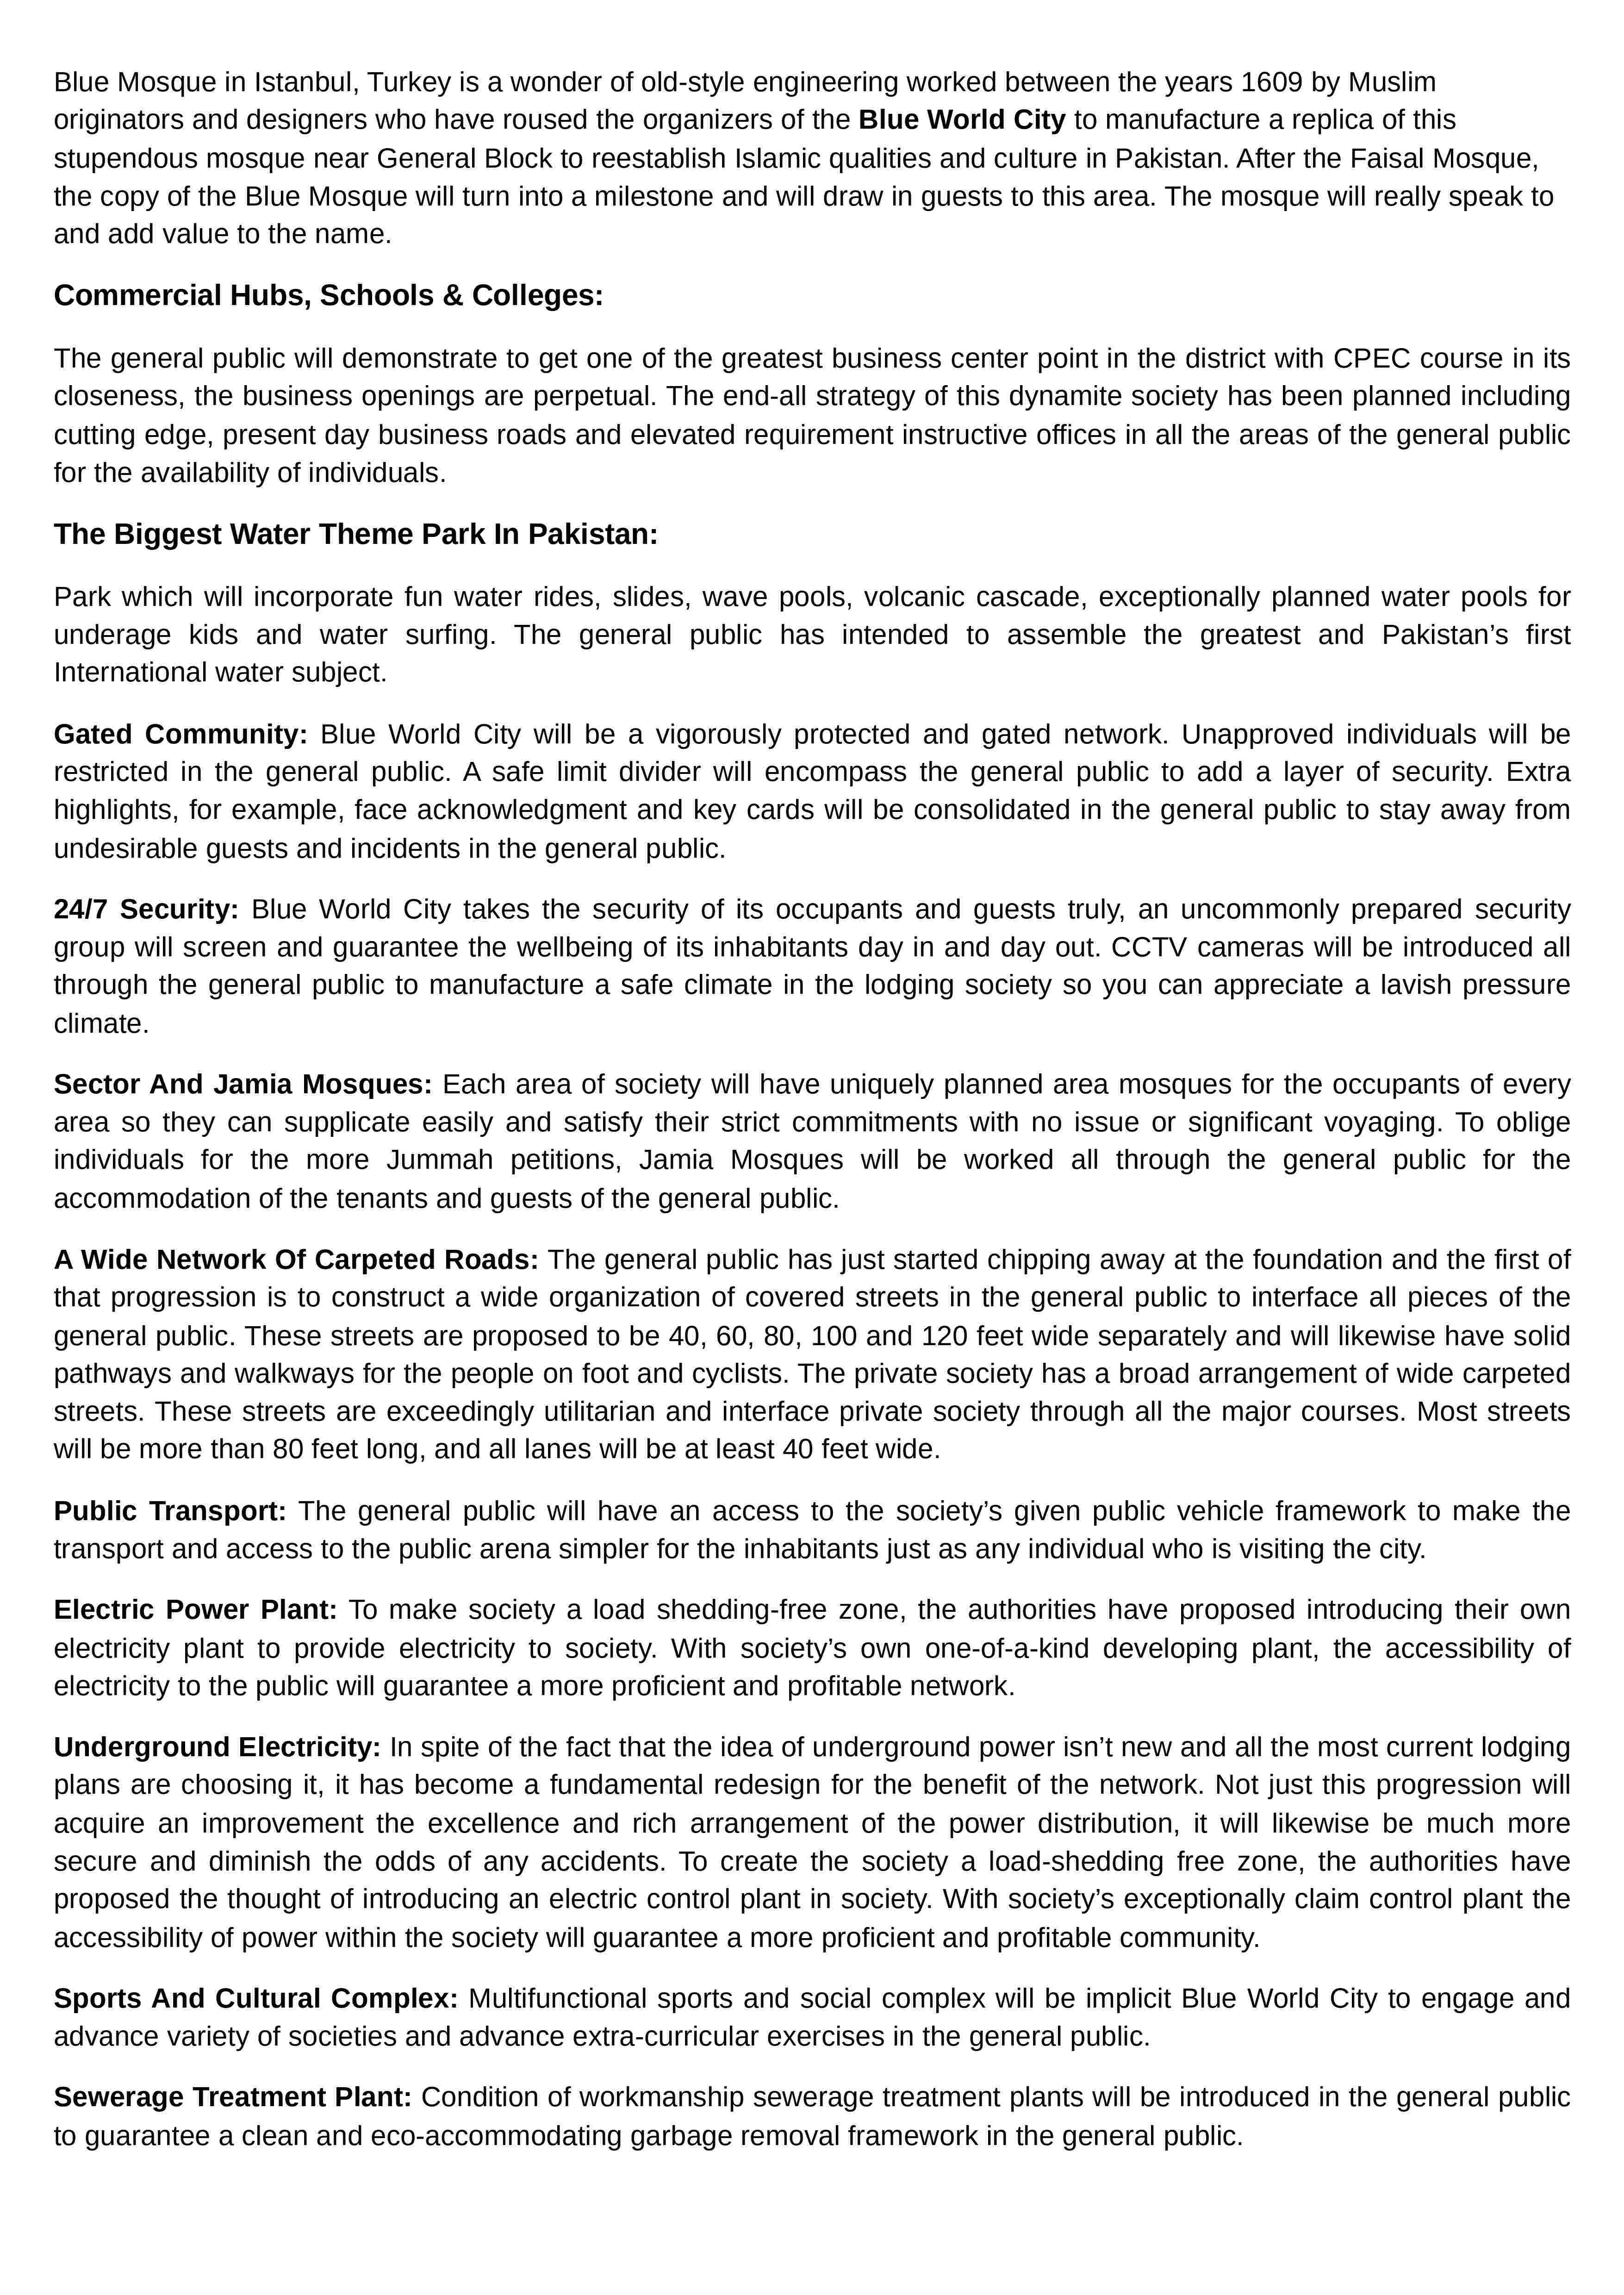 Blue Mosque in Istanbul, Turkey is a wonder of old-style engineering worked between the years 1609 by Muslim
originators and designers who have roused the organizers of the Blue World City to manufacture a replica of this
stupendous mosque near General Block to reestablish Islamic qualities and culture in Pakistan. After the Faisal Mosque,
the copy of the Blue Mosque will turn into a milestone and will draw in guests to this area. The mosque will really speak to
and add value to the name.
Commercial Hubs, Schools & Colleges:
The general public will demonstrate to get one of the greatest business center point in the district with CPEC course in its
closeness, the business openings are perpetual. The end-all strategy of this dynamite society has been planned including
cutting edge, present day business roads and elevated requirement instructive offices in all the areas of the general public
for the availability of individuals.
The Biggest Water Theme Park In Pakistan:
Park which will incorporate fun water rides, slides, wave pools, volcanic cascade, exceptionally planned water pools for
underage kids and water surfing. The general public has intended to assemble the greatest and Pakistan’s first
International water subject.
Gated Community: Blue World City will be a vigorously protected and gated network. Unapproved individuals will be
restricted in the general public. A safe limit divider will encompass the general public to add a layer of security. Extra
highlights, for example, face acknowledgment and key cards will be consolidated in the general public to stay away from
undesirable guests and incidents in the general public.
24/7 Security: Blue World City takes the security of its occupants and guests truly, an uncommonly prepared security
group will screen and guarantee the wellbeing of its inhabitants day in and day out. CCTV cameras will be introduced all
through the general public to manufacture a safe climate in the lodging society so you can appreciate a lavish pressure
climate.
Sector And Jamia Mosques: Each area of society will have uniquely planned area mosques for the occupants of every
area so they can supplicate easily and satisfy their strict commitments with no issue or significant voyaging. To oblige
individuals for the more Jummah petitions, Jamia Mosques will be worked all through the general public for the
accommodation of the tenants and guests of the general public.
A Wide Network Of Carpeted Roads: The general public has just started chipping away at the foundation and the first of
that progression is to construct a wide organization of covered streets in the general public to interface all pieces of the
general public. These streets are proposed to be 40, 60, 80, 100 and 120 feet wide separately and will likewise have solid
pathways and walkways for the people on foot and cyclists. The private society has a broad arrangement of wide carpeted
streets. These streets are exceedingly utilitarian and interface private society through all the major courses. Most streets
will be more than 80 feet long, and all lanes will be at least 40 feet wide.
Public Transport: The general public will have an access to the society’s given public vehicle framework to make the
transport and access to the public arena simpler for the inhabitants just as any individual who is visiting the city.
Electric Power Plant: To make society a load shedding-free zone, the authorities have proposed introducing their own
electricity plant to provide electricity to society. With society’s own one-of-a-kind developing plant, the accessibility of
electricity to the public will guarantee a more proficient and profitable network.
Underground Electricity: In spite of the fact that the idea of underground power isn’t new and all the most current lodging
plans are choosing it, it has become a fundamental redesign for the benefit of the network. Not just this progression will
acquire an improvement the excellence and rich arrangement of the power distribution, it will likewise be much more
secure and diminish the odds of any accidents. To create the society a load-shedding free zone, the authorities have
proposed the thought of introducing an electric control plant in society. With society’s exceptionally claim control plant the
accessibility of power within the society will guarantee a more proficient and profitable community.
Sports And Cultural Complex: Multifunctional sports and social complex will be implicit Blue World City to engage and
advance variety of societies and advance extra-curricular exercises in the general public.
Sewerage Treatment Plant: Condition of workmanship sewerage treatment plants will be introduced in the general public
to guarantee a clean and eco-accommodating garbage removal framework in the general public.